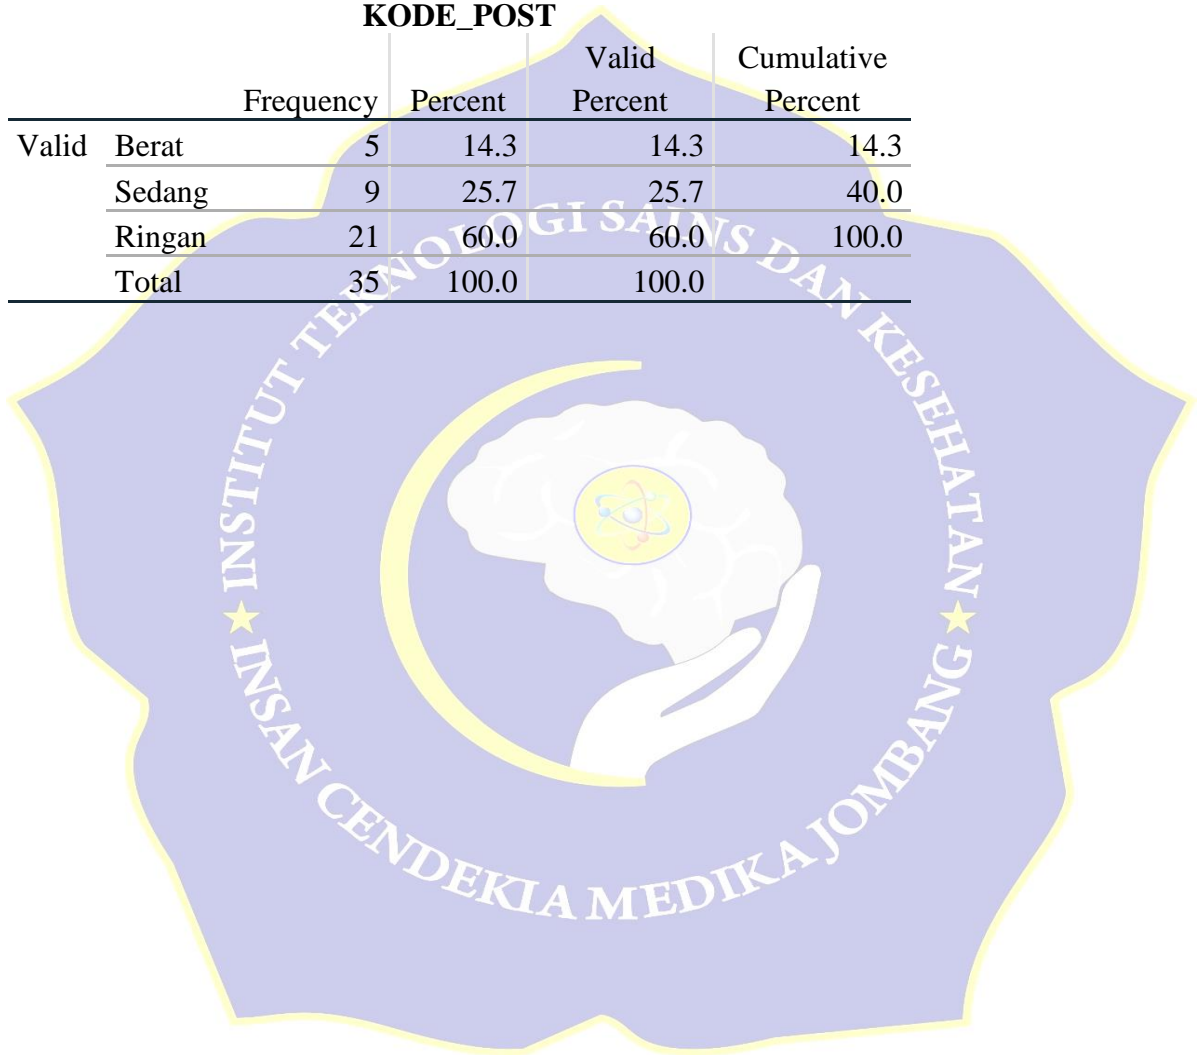 KODE_POST
Frequency Percent Valid Percent Cumulative Percent
Valid Berat 5 14.3 14.3 14.3
Sedang 9 25.7 25.7 40.0
Ringan 21 60.0 60.0 100.0
Total 35 100.0 100.0
INSTITUT TEKNOLOGI SAINS DAN KESEHATAN
INSAN CENDEKIA MEDIKA JOMBANG